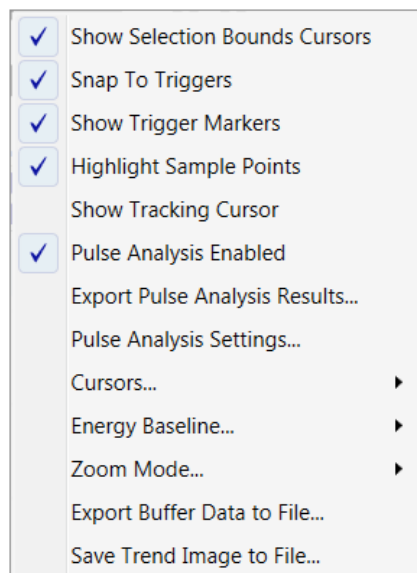 Show Selection Bounds Cursors
Snap To Triggers
Show Trigger Markers
Highlight Sample Points
Show Tracking Cursor
Pulse Analysis Enabled
Export Pulse Analysis Results...
Pulse Analysis Settings...
Cursors...
Energy Baseline...
Zoom Mode...
Export Buffer Data to File...
Save Trend Image to File...